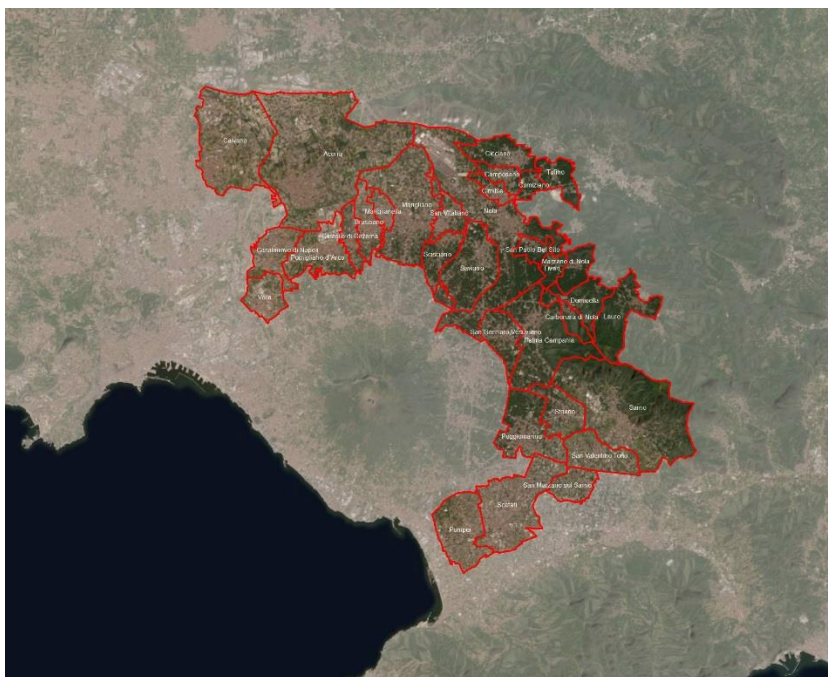 Caivano
Acerra
Cicciano
Camposano
Tufino
Comiziano
Cimitile
Mariglianella
Marigliano
San Vitaliano
Nola
Brusciano
Castello di Cisterna
Casalnuovo di Napoli
Pomigliano d'Arco
Volla
Scisciano
Saviano
San Paolo Bel Sito
Marzano di Nola
Liveri
Domicella
Carbonara di Nola
Lauro
San Gennaro Vesuviano
Palma Campania
Striano
Sarno
Poggiomarino
San Valentino Torio
San Marzano sul Sarno
Scafati
Pompei